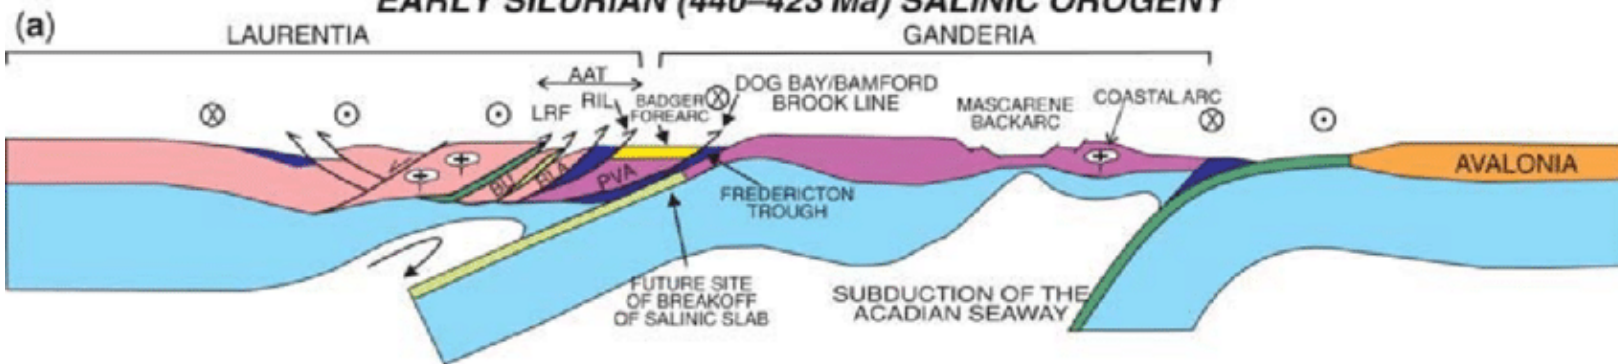 EARLY SILURIAN (440–423 Ma) SALINIC OROGENY
(a)
LAURENTIA
GANDERIA
AAT
RIL
LRF
BADGER
FOREARC
DOG BAY/BAMFORD
BROOK LINE
MASCARENE
BACKARC
COASTAL ARC
BU
PVA
AVALONIA
FREDERICTON
TROUGH
FUTURE SITE
OF BREAKOFF
OF SALINIC SLAB
SUBDUCTION OF THE
ACADIAN SEAWAY